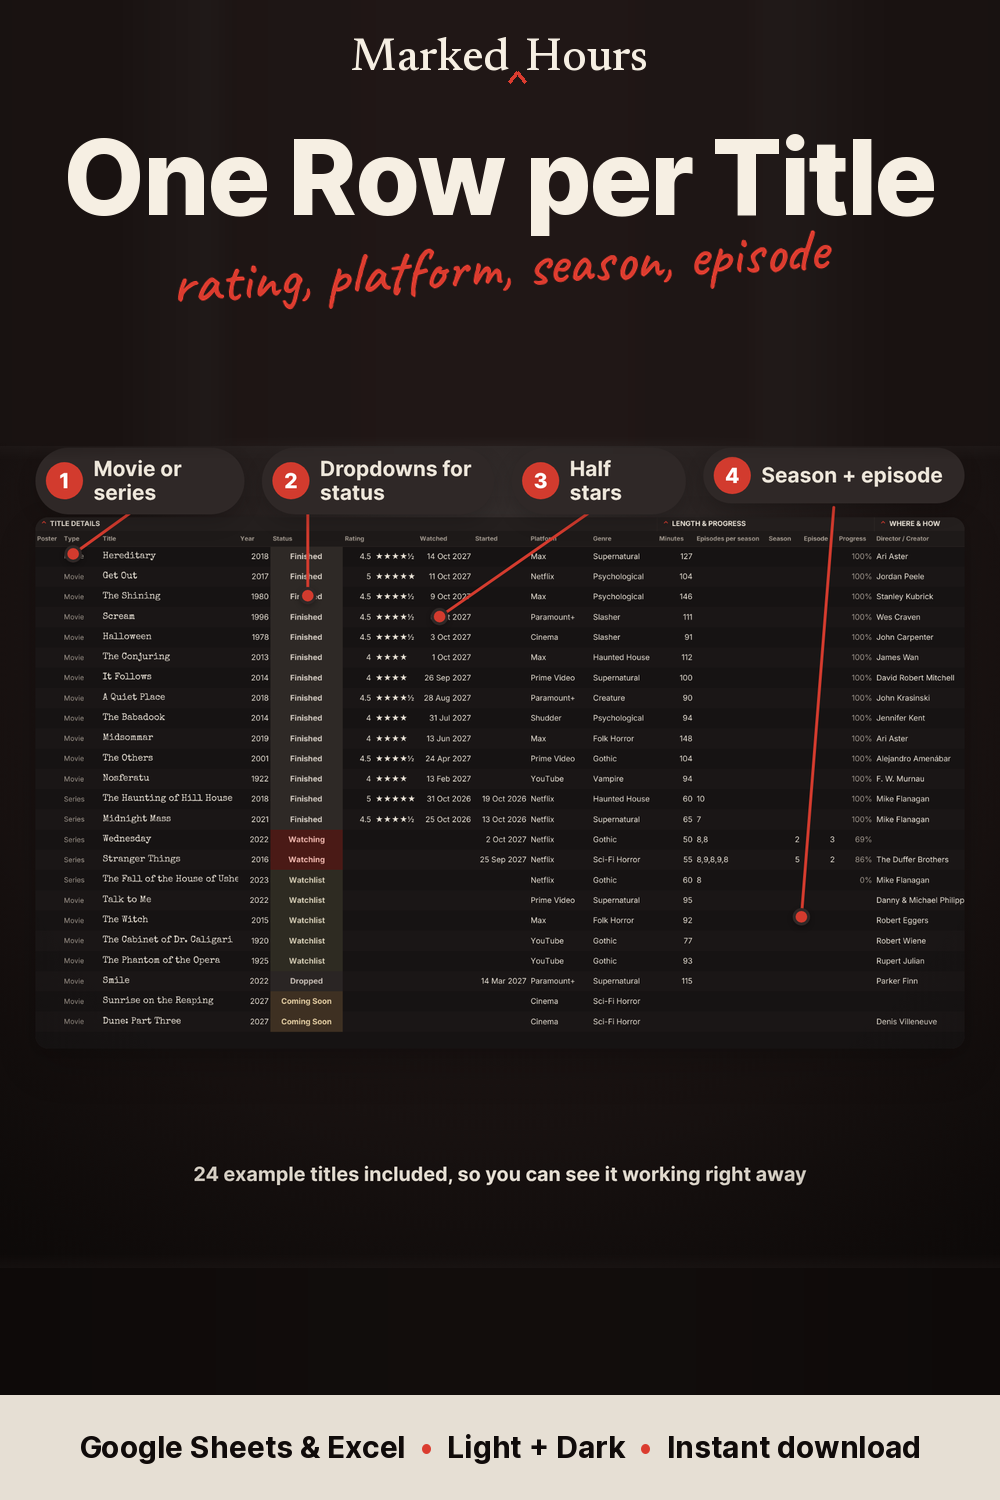 Marked Hours
One Row per Title
rating, platform, season, episode
1 Movie or series
2 Dropdowns for status
3 Half stars
4 Season + episode
TITLE DETAILS LENGTH & PROGRESS WHERE & HOW
Poster Type Title Year Status Rating Watched Started Platform Genre Minutes Episodes per season Season Episode Progress Director / Creator
Hereditary 2018 Finished 4.5 ★★★★½ 14 Oct 2027 Max Supernatural 127 100% Ari Aster
Movie Get Out 2017 Finished 5 ★★★★★ 11 Oct 2027 Netflix Psychological 104 100% Jordan Peele
Movie The Shining 1980 4.5 ★★★★½ 9 Oct 2027 Max Psychological 146 100% Stanley Kubrick
Movie Scream 1996 Finished 4.5 ★★★★½ 2027 Paramount+ Slasher 111 100% Wes Craven
Movie Halloween 1978 Finished 4.5 ★★★★½ 3 Oct 2027 Cinema Slasher 91 100% John Carpenter
Movie The Conjuring 2013 Finished 4 ★★★★ 1 Oct 2027 Max Haunted House 112 100% James Wan
Movie It Follows 2014 Finished 4 ★★★★ 26 Sep 2027 Prime Video Supernatural 100 100% David Robert Mitchell
Movie A Quiet Place 2018 Finished 4.5 ★★★★½ 28 Aug 2027 Paramount+ Creature 90 100% John Krasinski
Movie The Babadook 2014 Finished 4 ★★★★ 31 Jul 2027 Shudder Psychological 94 100% Jennifer Kent
Movie Midsommar 2019 Finished 4 ★★★★ 13 Jun 2027 Max Folk Horror 148 100% Ari Aster
Movie The Others 2001 Finished 4.5 ★★★★½ 24 Apr 2027 Prime Video Gothic 104 100% Alejandro Amenábar
Movie Nosferatu 1922 Finished 4 ★★★★ 13 Feb 2027 YouTube Vampire 94 100% F. W. Murnau
Series The Haunting of Hill House 2018 Finished 5 ★★★★★ 31 Oct 2026 19 Oct 2026 Netflix Haunted House 60 10 100% Mike Flanagan
Series Midnight Mass 2021 Finished 4.5 ★★★★½ 25 Oct 2026 13 Oct 2026 Netflix Supernatural 65 7 100% Mike Flanagan
Series Wednesday 2022 Watching 2 Oct 2027 Netflix Gothic 50 8,8 2 3 69%
Series Stranger Things 2016 Watching 25 Sep 2027 Netflix Sci-Fi Horror 55 8,9,8,9,8 5 2 86% The Duffer Brothers
Series The Fall of the House of Ushe 2023 Watchlist Netflix Gothic 60 8 0% Mike Flanagan
Movie Talk to Me 2022 Watchlist Prime Video Supernatural 95 Danny & Michael Philipp
Movie The Witch 2015 Watchlist Max Folk Horror 92 Robert Eggers
Movie The Cabinet of Dr. Caligari 1920 Watchlist YouTube Gothic 77 Robert Wiene
Movie The Phantom of the Opera 1925 Watchlist YouTube Gothic 93 Rupert Julian
Movie Smile 2022 Dropped 14 Mar 2027 Paramount+ Supernatural 115 Parker Finn
Movie Sunrise on the Reaping 2027 Coming Soon Cinema Sci-Fi Horror
Movie Dune: Part Three 2027 Coming Soon Cinema Sci-Fi Horror Denis Villeneuve
24 example titles included, so you can see it working right away
Google Sheets & Excel • Light + Dark • Instant download